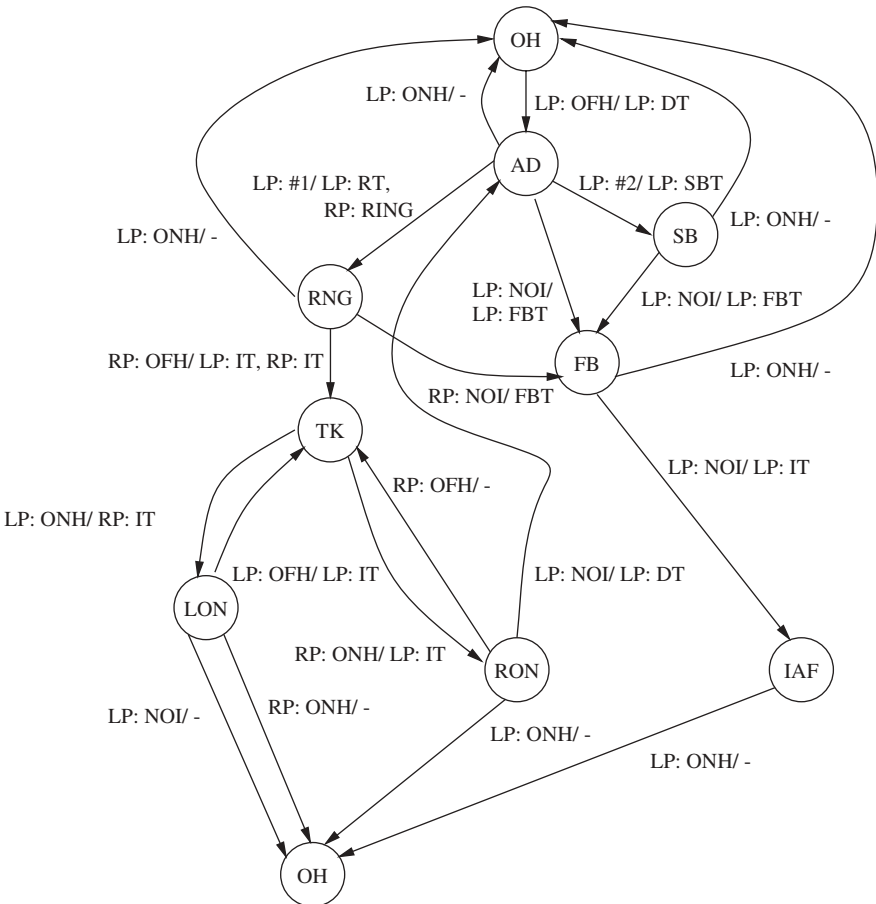 OH
LP: ONH/ -
LP: OFH/ LP: DT
AD
LP: #1/ LP: RT,
RP: RING
LP: #2/ LP: SBT
LP: ONH/ -
SB
LP: ONH/ -
RNG
LP: NOI/
LP: FBT
LP: NOI/ LP: FBT
RP: OFH/ LP: IT, RP: IT
FB
LP: ONH/ -
RP: NOI/ FBT
TK
LP: NOI/ LP: IT
RP: OFH/ -
LP: ONH/ RP: IT
LP: OFH/ LP: IT
LP: NOI/ LP: DT
LON
RP: ONH/ LP: IT
RON
IAF
LP: NOI/ -
RP: ONH/ -
LP: ONH/ -
LP: ONH/ -
OH